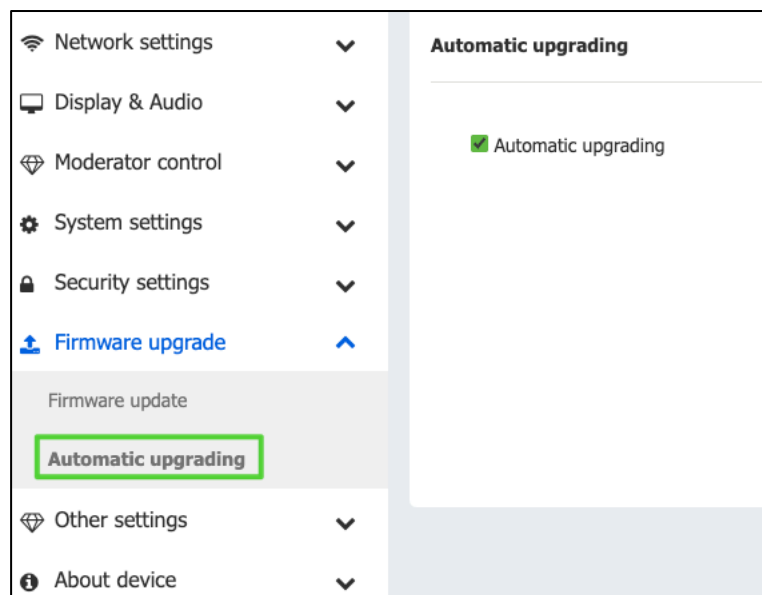 Network settings
Display & Audio
Moderator control
System settings
Security settings
Firmware upgrade
Firmware update
Automatic upgrading
Other settings
About device
Automatic upgrading
Automatic upgrading